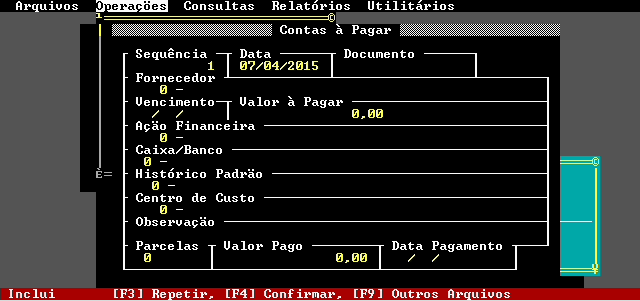 Arquivos Operações Consultas Relatórios Utilitários
Contas à Pagar
Sequência Data Documento
1 07/04/2015
Fornecedor
0 -
Vencimento Valor à Pagar
/ / 0,00
Ação Financeira
0 -
Caixa/Banco
0 -
Histórico Padrão
0 -
Centro de Custo
0 -
Observação
Parcelas Valor Pago Data Pagamento
0 0,00 / /
Inclui [F3] Repetir, [F4] Confirmar, [F9] Outros Arquivos